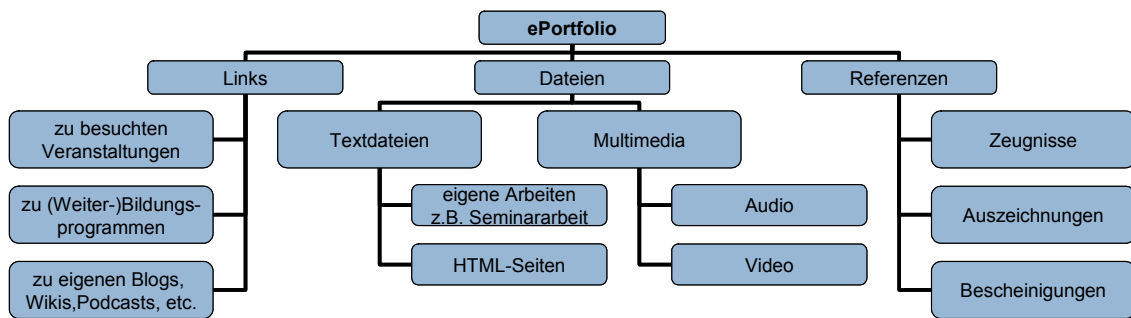 ePortfolio
Links
Dateien
Referenzen
zu besuchten
Veranstaltungen
zu (Weiter-)Bildungs-
programmen
zu eigenen Blogs,
Wikis,Podcasts, etc.
Textdateien
Multimedia
eigene Arbeiten
z.B. Seminararbeit
HTML-Seiten
Audio
Video
Zeugnisse
Auszeichnungen
Bescheinigungen